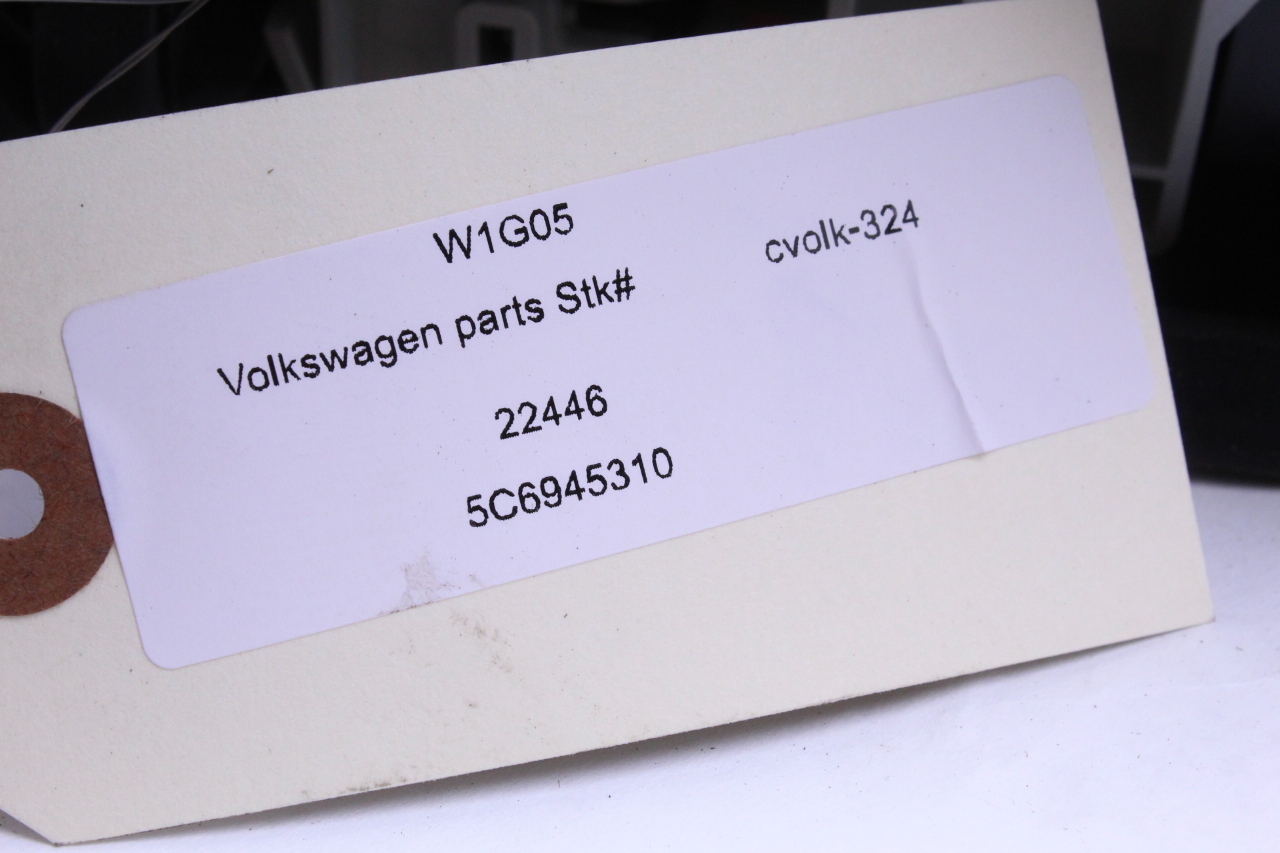 W1G05
cvolk-324
Volkswagen parts Stk#
22446
5C6945310